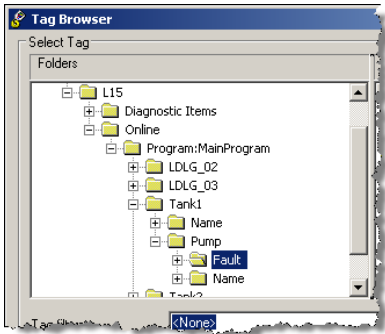 Tag Browser
Select Tag
Folders
L15
Diagnostic Items
Online
Program:MainProgram
LDLG_02
LDLG_03
Tank1
Name
Pump
Fault
Name
Tank2
<None>